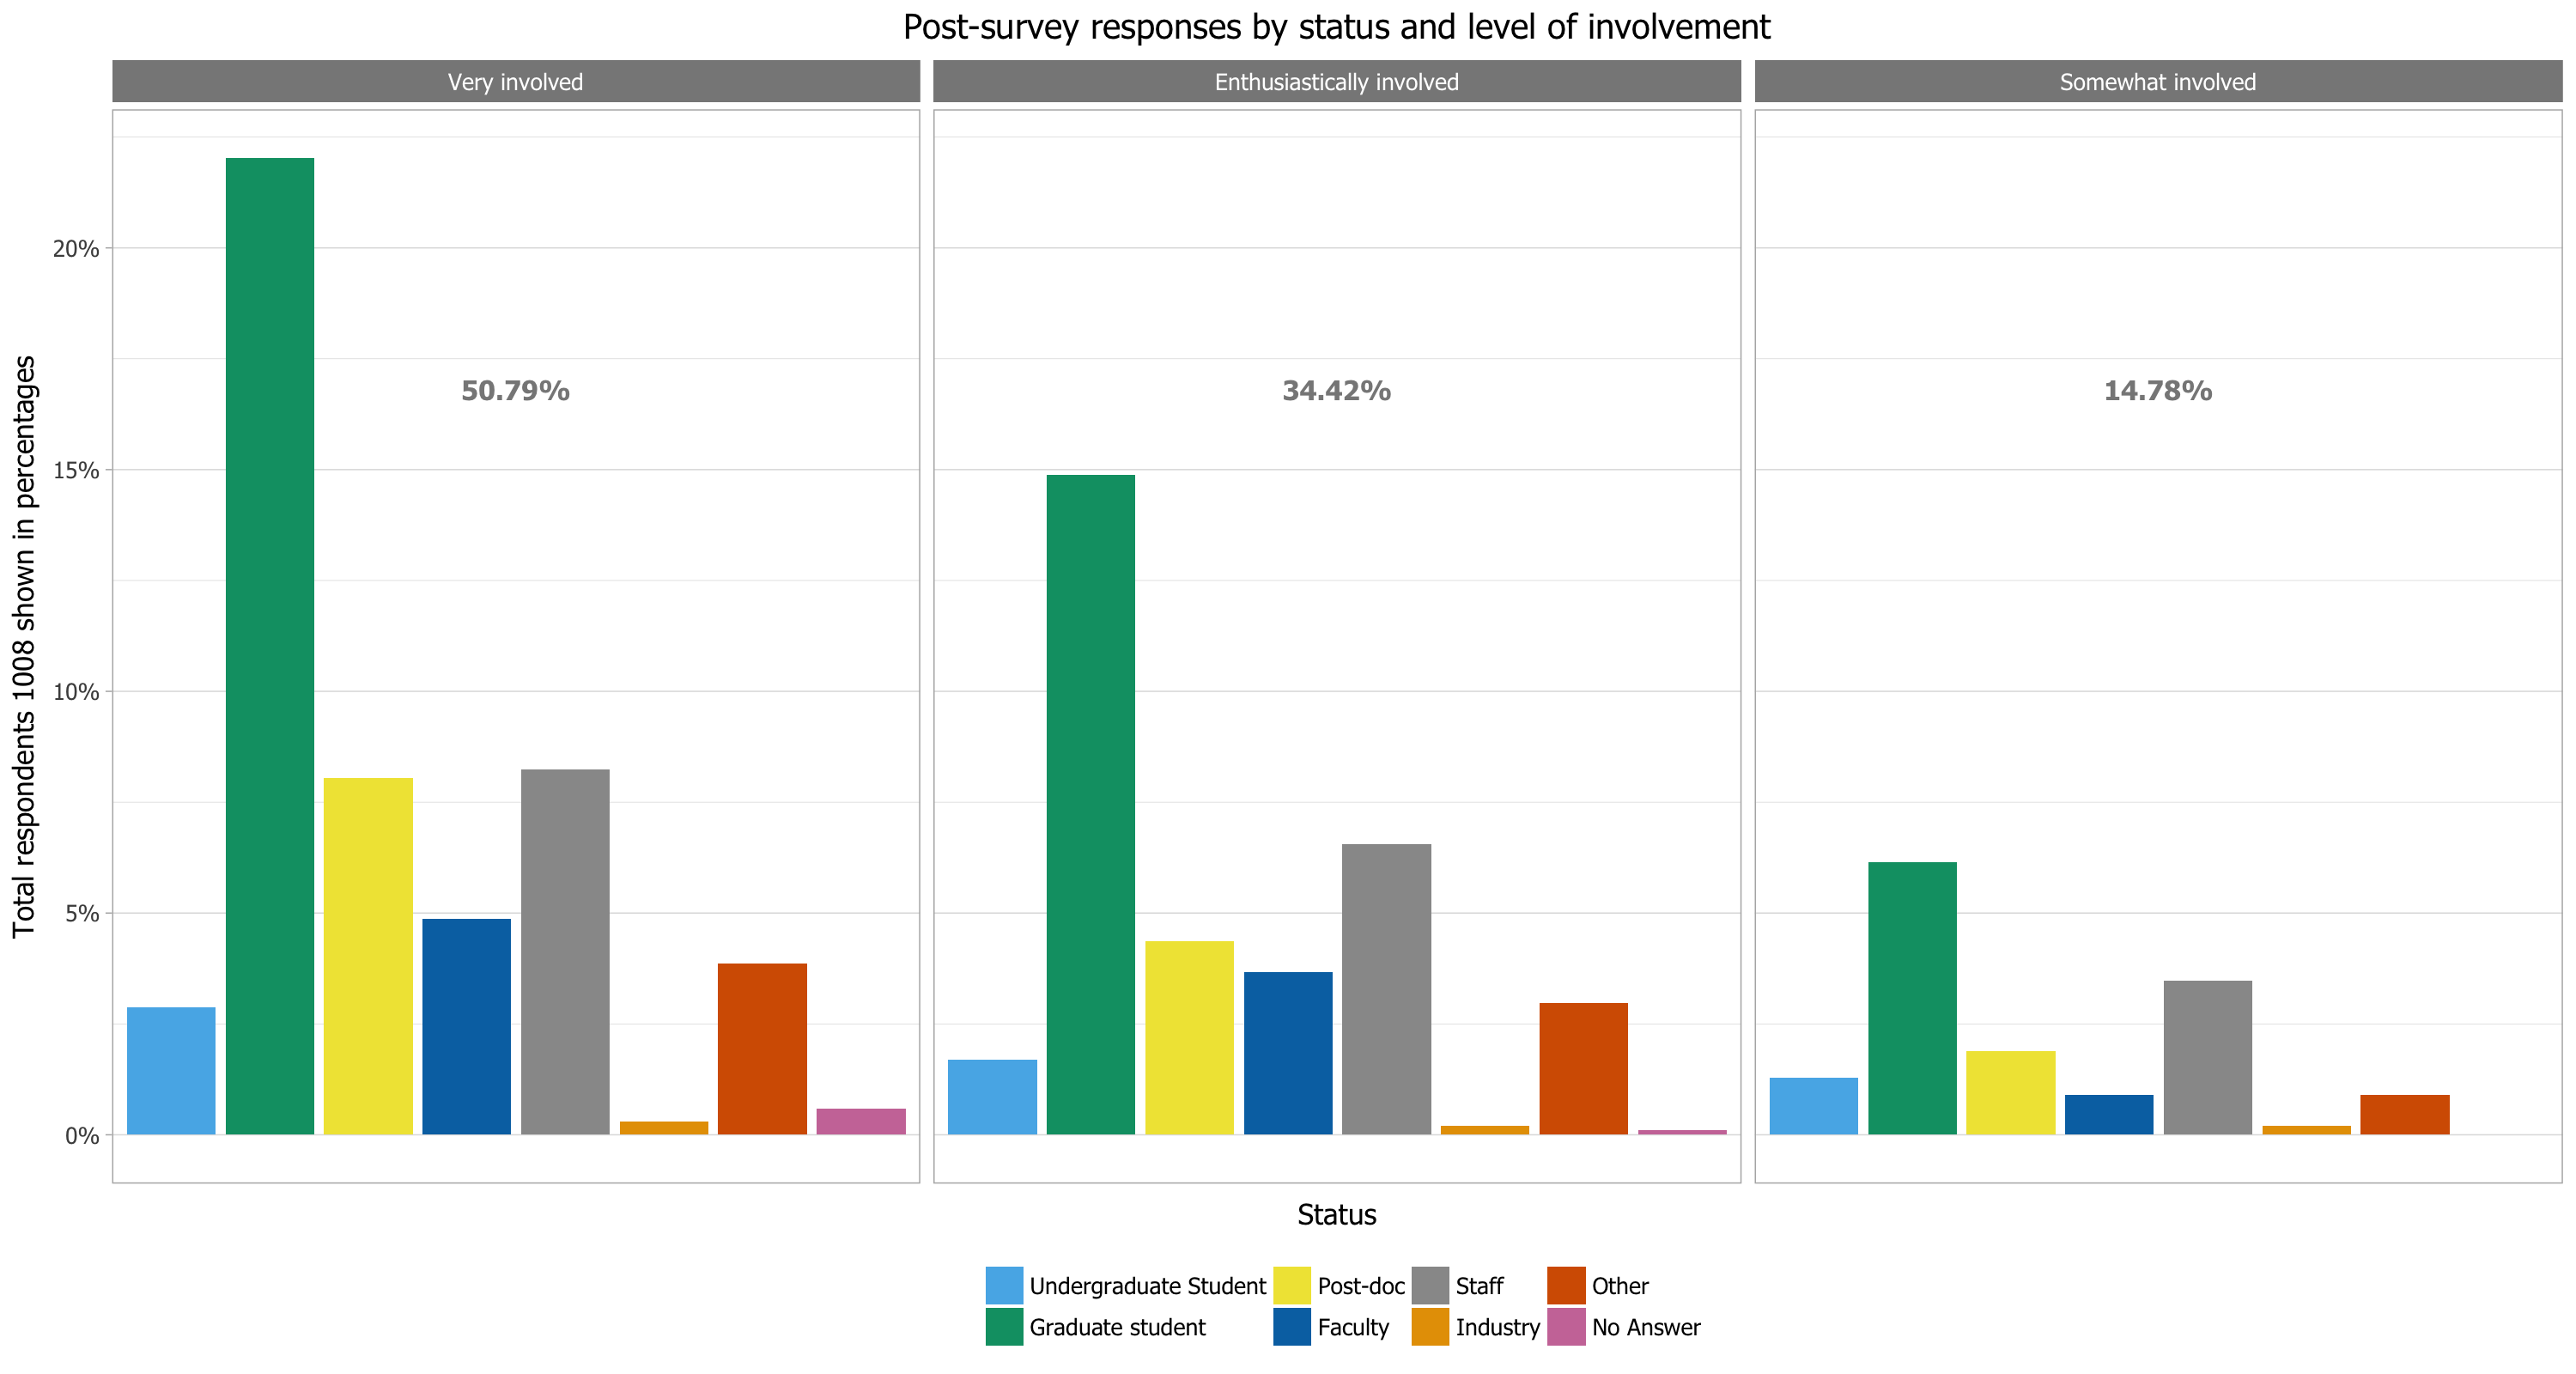 Post-survey responses by status and level of involvement
Very involved
Enthusiastically involved
Somewhat involved
Total respondents 1008 shown in percentages
20%
15%
10%
5%
0%
50.79%
34.42%
14.78%
Status
Undergraduate Student
Post-doc
Staff
Other
Graduate student
Faculty
Industry
No Answer